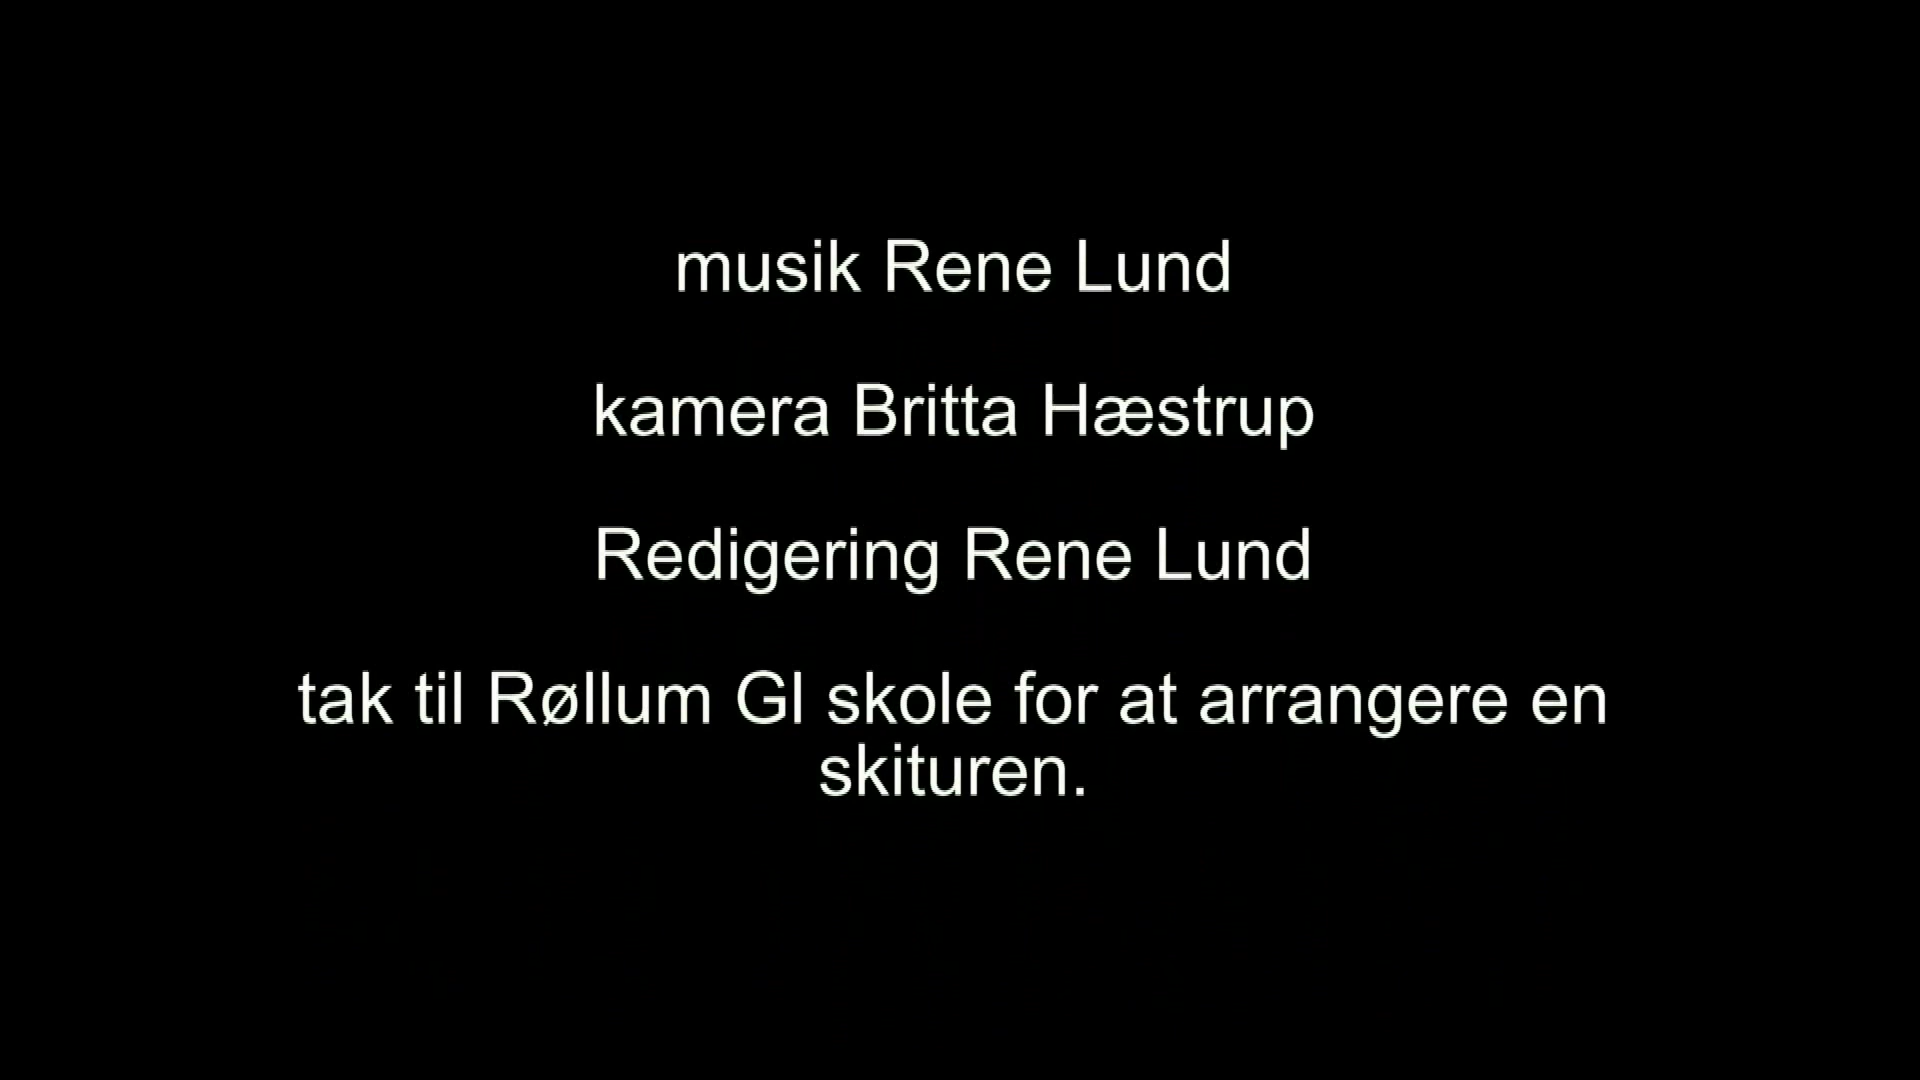 musik Rene Lund
kamera Britta Hæstrup
Redigering Rene Lund
tak til Røllum Gl skole for at arrangere en
skituren.